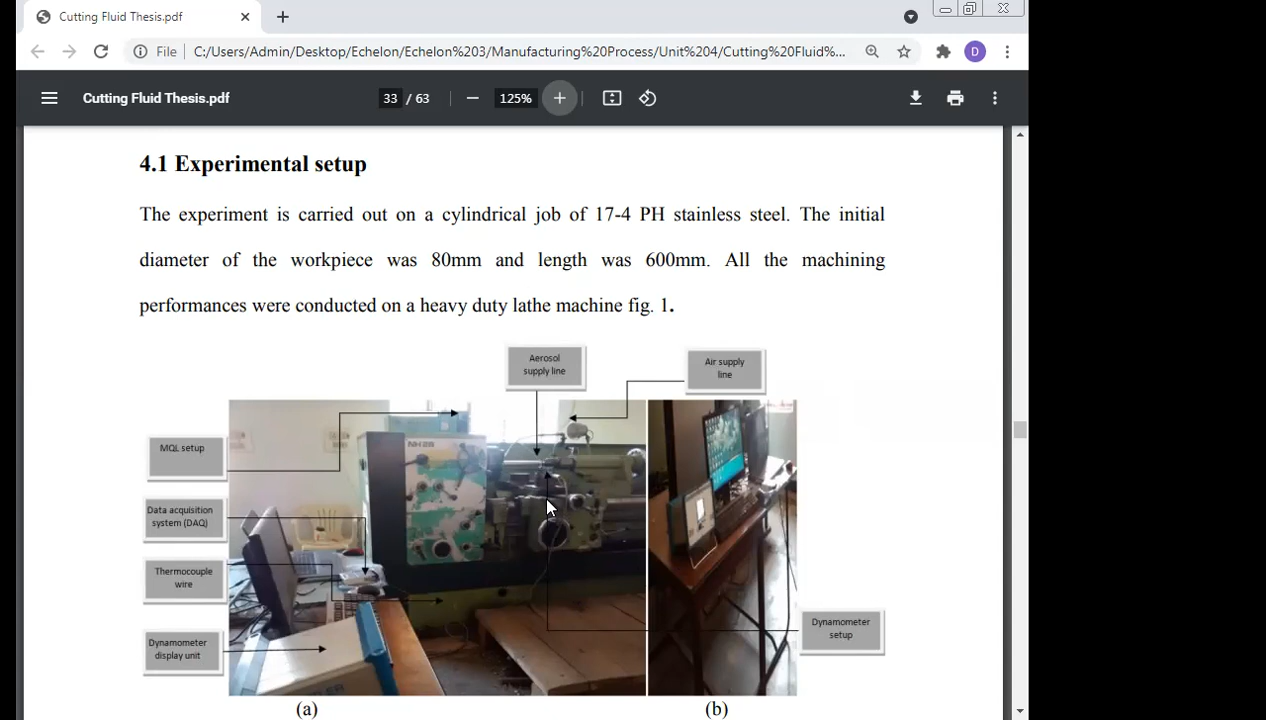 Cutting Fluid Thesis.pdf
File
C:/Users/Admin/Desktop/Echelon/Echelon%203/Manufacturing%20Process/Unit%204/Cutting%20Fluid%...
D
Cutting Fluid Thesis.pdf
33 / 63
125%
4.1 Experimental setup
The experiment is carried out on a cylindrical job of 17-4 PH stainless steel. The initial
diameter of the workpiece was 80mm and length was 600mm. All the machining
performances were conducted on a heavy duty lathe machine fig. 1.
Aerosol
supply line
Air supply
line
MQL setup
NH26
Data acquisition
system (DAQ)
Thermocouple
wire
Dynamometer
display unit
Dynamometer
setup
(a)
(b)